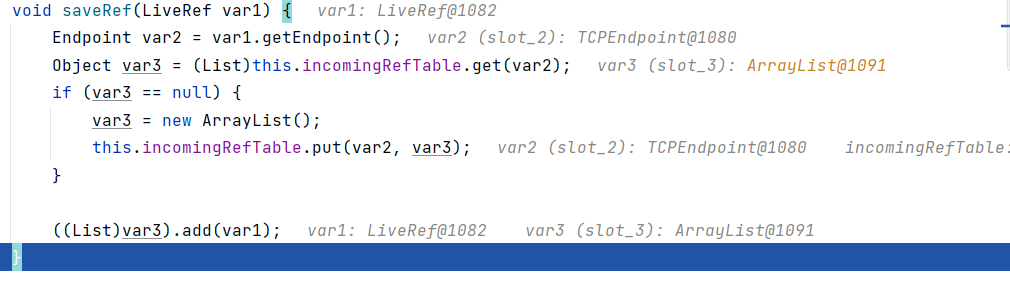 void saveRef(LiveRef var1) {   var1: LiveRef@1082
    Endpoint var2 = var1.getEndpoint();   var2 (slot_2): TCPEndpoint@1080
    Object var3 = (List)this.incomingRefTable.get(var2);   var3 (slot_3): ArrayList@1091
    if (var3 == null) {
        var3 = new ArrayList();
        this.incomingRefTable.put(var2, var3);   var2 (slot_2): TCPEndpoint@1080    incomingRefTable:
    }
    ((List)var3).add(var1);   var1: LiveRef@1082    var3 (slot_3): ArrayList@1091
}